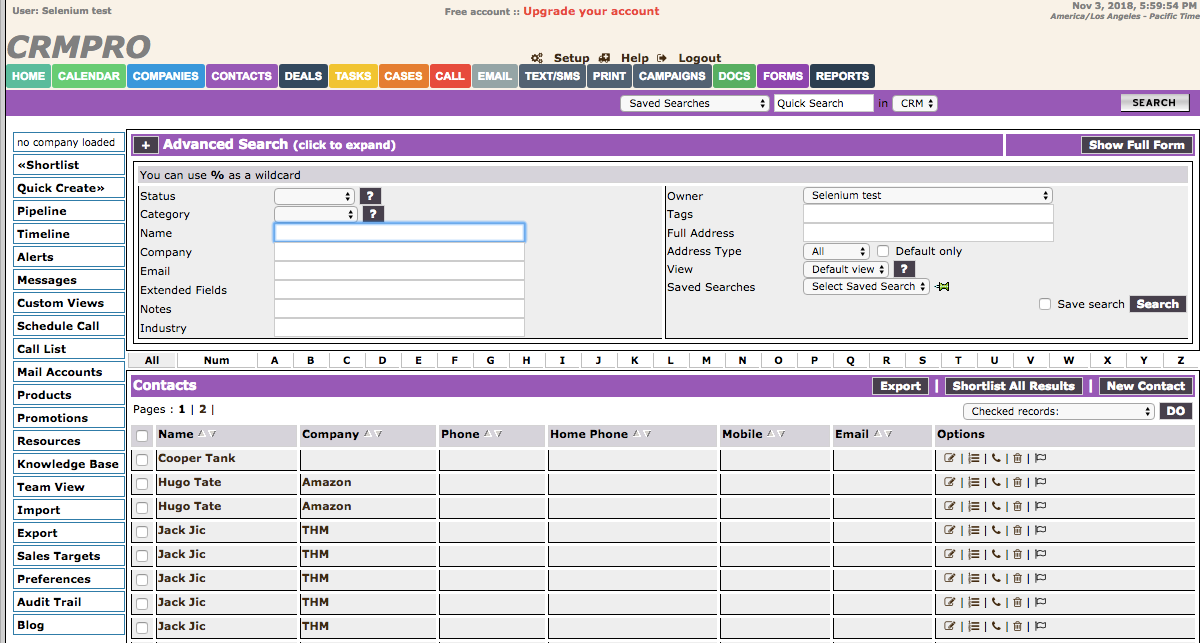 User: Selenium test
Free account :: Upgrade your account
Nov 3, 2018, 5:59:54 PM
America/Los Angeles - Pacific Time
CRMPRO
Setup Help Logout
HOME CALENDAR COMPANIES CONTACTS DEALS TASKS CASES CALL EMAIL TEXT/SMS PRINT CAMPAIGNS DOCS FORMS REPORTS
Saved Searches Quick Search in CRM SEARCH
no company loaded
«Shortlist
Quick Create»
Pipeline
Timeline
Alerts
Messages
Custom Views
Schedule Call
Call List
Mail Accounts
Products
Promotions
Resources
Knowledge Base
Team View
Import
Export
Sales Targets
Preferences
Audit Trail
Blog
+ Advanced Search (click to expand) Show Full Form
You can use % as a wildcard
Status ?
Category ?
Name
Company
Email
Extended Fields
Notes
Industry
Owner Selenium test
Tags
Full Address
Address Type All Default only
View Default view ?
Saved Searches Select Saved Search
Save search Search
All Num A B C D E F G H I J K L M N O P Q R S T U V W X Y Z
Contacts Export | Shortlist All Results | New Contact
Pages : 1 | 2 |
Checked records: DO
Name Company Phone Home Phone Mobile Email Options
Cooper Tank | | | |
Hugo Tate Amazon | | | |
Hugo Tate Amazon | | | |
Jack Jic THM | | | |
Jack Jic THM | | | |
Jack Jic THM | | | |
Jack Jic THM | | | |
Jack Jic THM | | | |